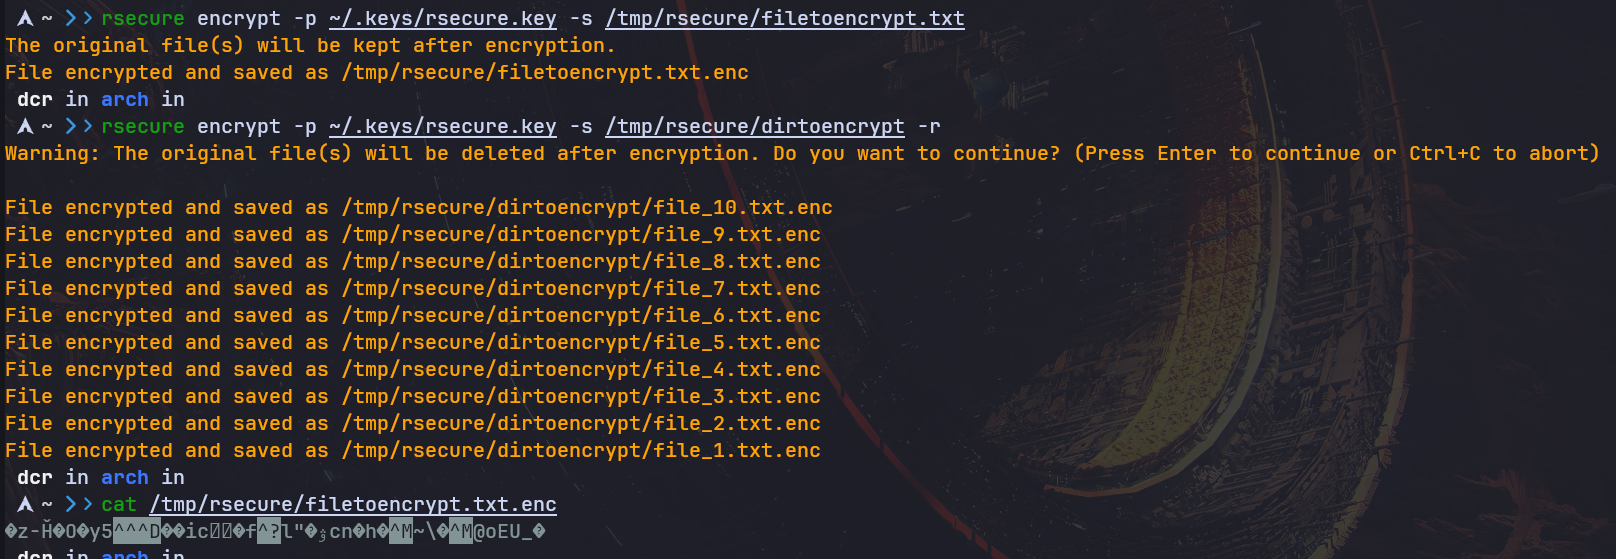 ~ >> rsecure encrypt -p ~/.keys/rsecure.key -s /tmp/rsecure/filetoencrypt.txt
The original file(s) will be kept after encryption.
File encrypted and saved as /tmp/rsecure/filetoencrypt.txt.enc
dcr in arch in
~ >> rsecure encrypt -p ~/.keys/rsecure.key -s /tmp/rsecure/dirtoencrypt -r
Warning: The original file(s) will be deleted after encryption. Do you want to continue? (Press Enter to continue or Ctrl+C to abort)
File encrypted and saved as /tmp/rsecure/dirtoencrypt/file_10.txt.enc
File encrypted and saved as /tmp/rsecure/dirtoencrypt/file_9.txt.enc
File encrypted and saved as /tmp/rsecure/dirtoencrypt/file_8.txt.enc
File encrypted and saved as /tmp/rsecure/dirtoencrypt/file_7.txt.enc
File encrypted and saved as /tmp/rsecure/dirtoencrypt/file_6.txt.enc
File encrypted and saved as /tmp/rsecure/dirtoencrypt/file_5.txt.enc
File encrypted and saved as /tmp/rsecure/dirtoencrypt/file_4.txt.enc
File encrypted and saved as /tmp/rsecure/dirtoencrypt/file_3.txt.enc
File encrypted and saved as /tmp/rsecure/dirtoencrypt/file_2.txt.enc
File encrypted and saved as /tmp/rsecure/dirtoencrypt/file_1.txt.enc
dcr in arch in
~ >> cat /tmp/rsecure/filetoencrypt.txt.enc
dcr in arch in